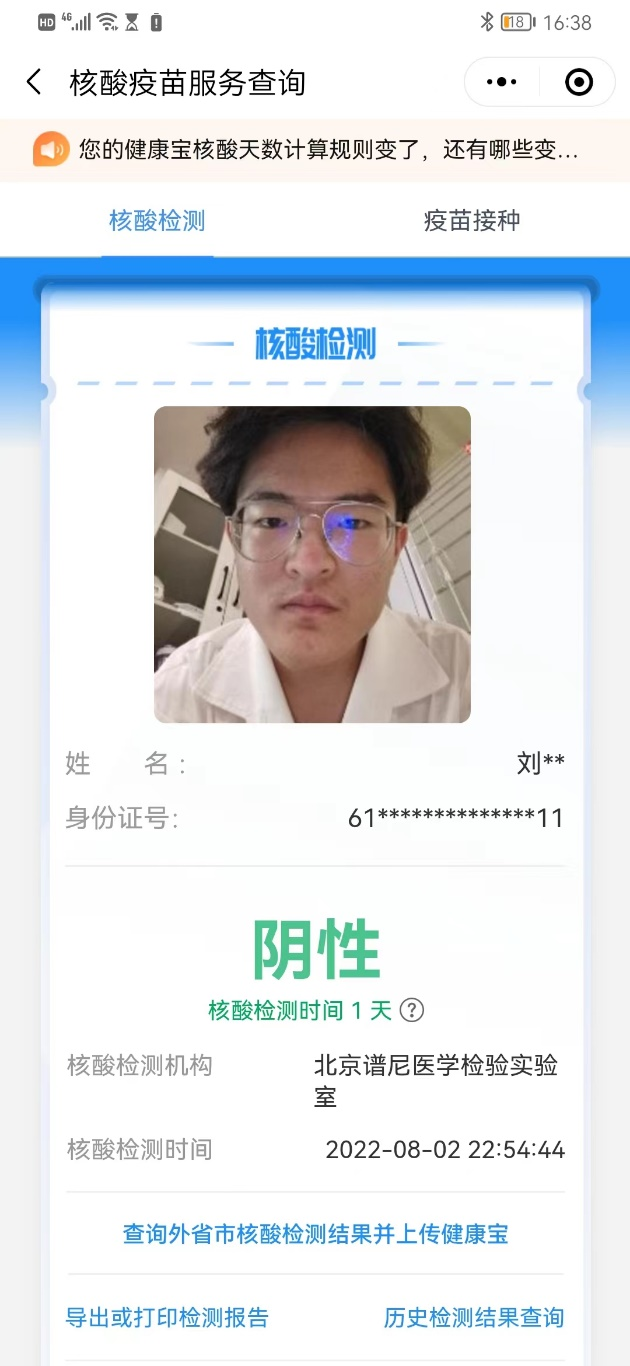 HD 4G 18 16:38
核酸疫苗服务查询
您的健康宝核酸天数计算规则变了，还有哪些变...
核酸检测 疫苗接种
核酸检测
姓 名： 刘**
身份证号： 61**************11
阴性
核酸检测时间 1 天 ?
核酸检测机构 北京谱尼医学检验实验
室
核酸检测时间 2022-08-02 22:54:44
查询外省市核酸检测结果并上传健康宝
导出或打印检测报告 历史检测结果查询